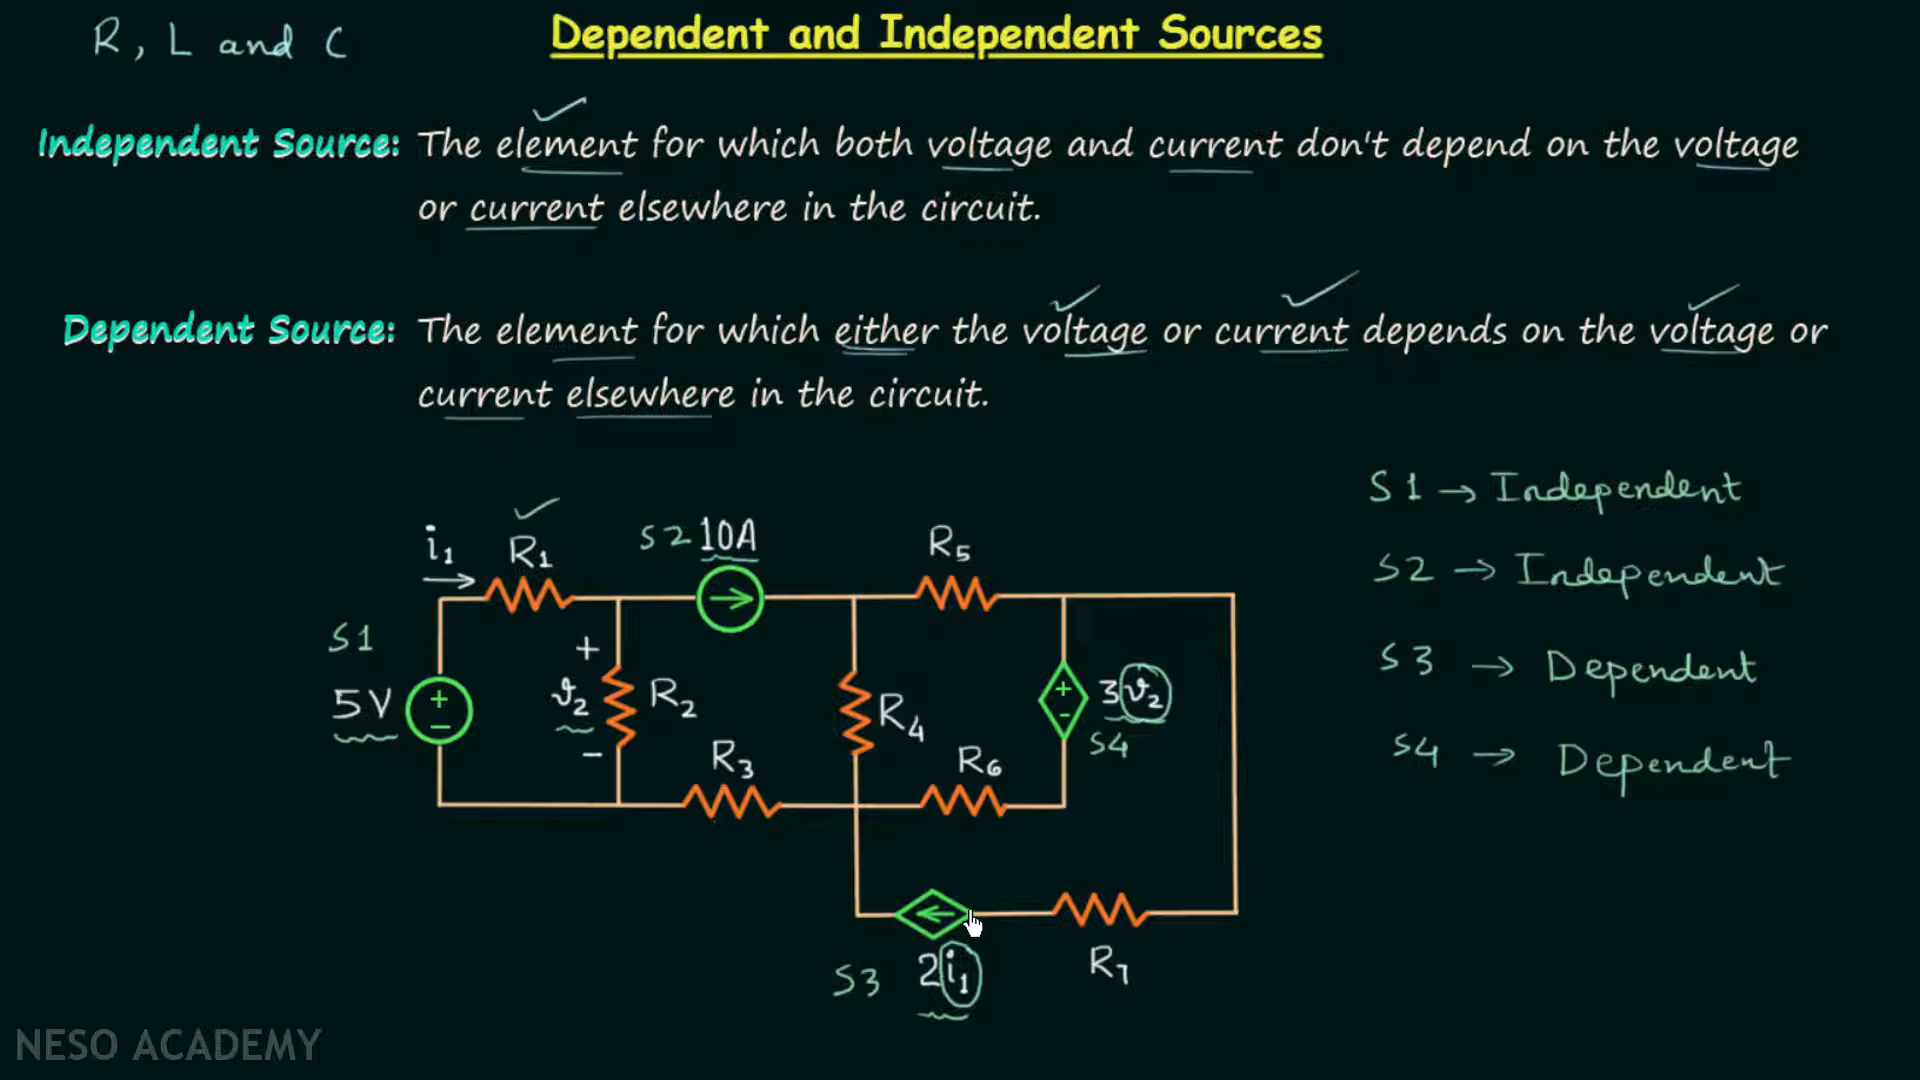 R, L and C
Dependent and Independent Sources
Independent Source: The element for which both voltage and current don't depend on the voltage
or current elsewhere in the circuit.
Dependent Source: The element for which either the voltage or current depends on the voltage or
current elsewhere in the circuit.
S1 → Independent
S2 → Independent
S3 → Dependent
S4 → Dependent
i₁
R₁
S2 10A
R₅
S1
5V
+
−
+
ϑ₂
−
R₂
R₄
+
-
3ϑ₂
S4
R₃
R₆
S3
2i₁
R₇
NESO ACADEMY